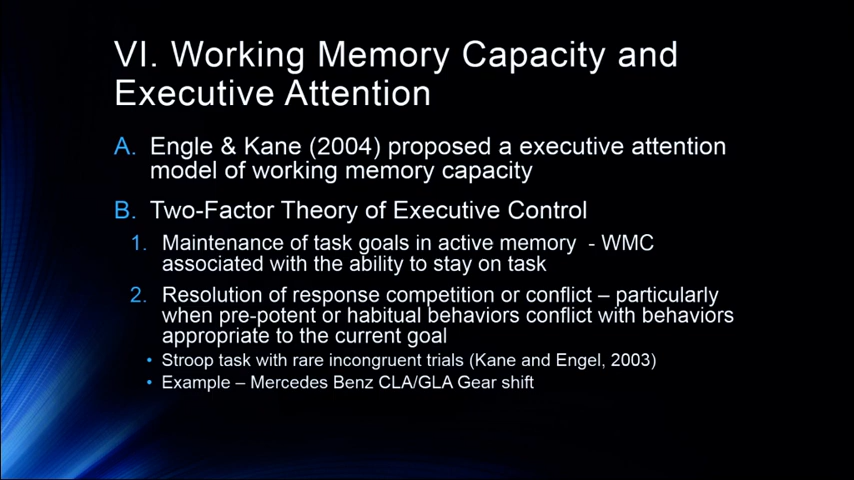 VI. Working Memory Capacity and
Executive Attention
A. Engle & Kane (2004) proposed a executive attention
model of working memory capacity
B. Two-Factor Theory of Executive Control
1. Maintenance of task goals in active memory - WMC
associated with the ability to stay on task
2. Resolution of response competition or conflict – particularly
when pre-potent or habitual behaviors conflict with behaviors
appropriate to the current goal
• Stroop task with rare incongruent trials (Kane and Engel, 2003)
• Example – Mercedes Benz CLA/GLA Gear shift